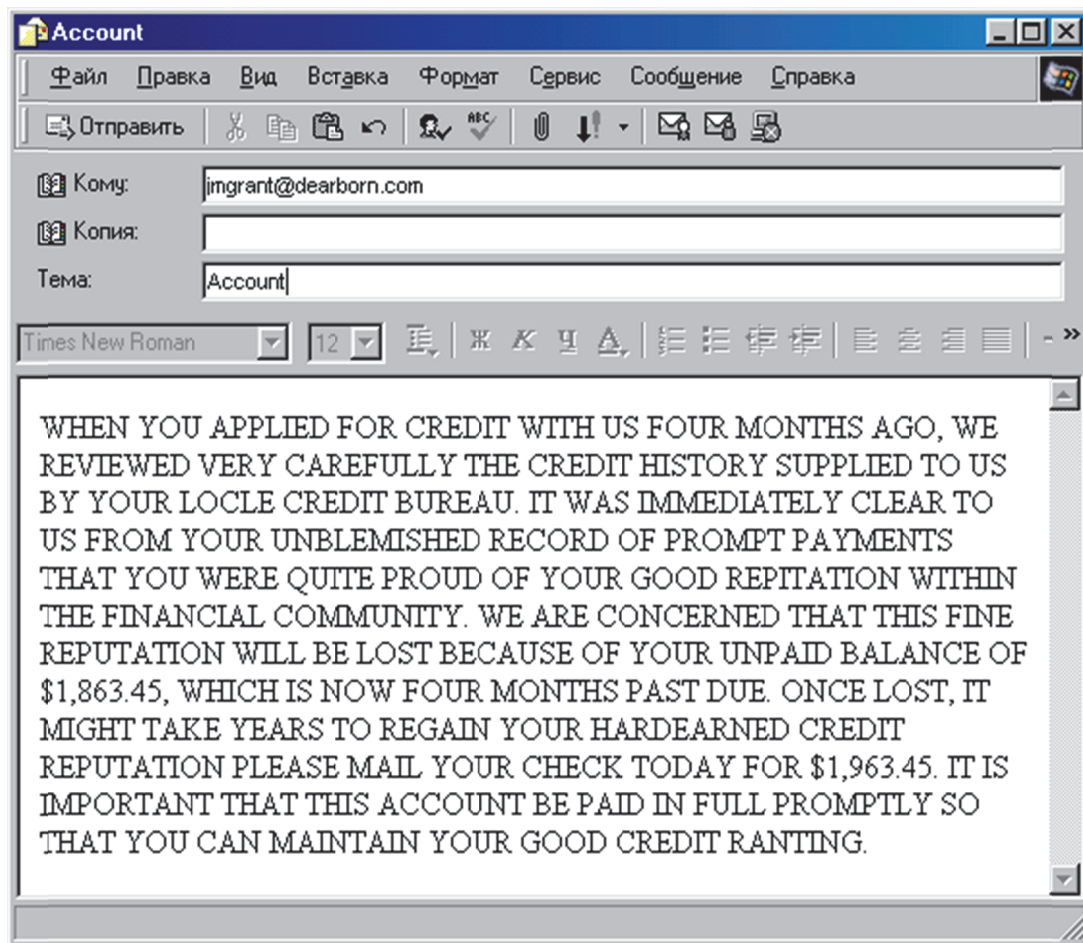 Account
Файл Правка Вид Вставка Формат Сервис Сообщение Справка
Отправить ABC
Кому: jmgrant@dearborn.com
Копия:
Тема: Account
Times New Roman 12 Ж К Ч А »
WHEN YOU APPLIED FOR CREDIT WITH US FOUR MONTHS AGO, WE
REVIEWED VERY CAREFULLY THE CREDIT HISTORY SUPPLIED TO US
BY YOUR LOCLE CREDIT BUREAU. IT WAS IMMEDIATELY CLEAR TO
US FROM YOUR UNBLEMISHED RECORD OF PROMPT PAYMENTS
THAT YOU WERE QUITE PROUD OF YOUR GOOD REPITATION WITHIN
THE FINANCIAL COMMUNITY. WE ARE CONCERNED THAT THIS FINE
REPUTATION WILL BE LOST BECAUSE OF YOUR UNPAID BALANCE OF
$1,863.45, WHICH IS NOW FOUR MONTHS PAST DUE. ONCE LOST, IT
MIGHT TAKE YEARS TO REGAIN YOUR HARDEARNED CREDIT
REPUTATION PLEASE MAIL YOUR CHECK TODAY FOR $1,963.45. IT IS
IMPORTANT THAT THIS ACCOUNT BE PAID IN FULL PROMPTLY SO
THAT YOU CAN MAINTAIN YOUR GOOD CREDIT RANTING.